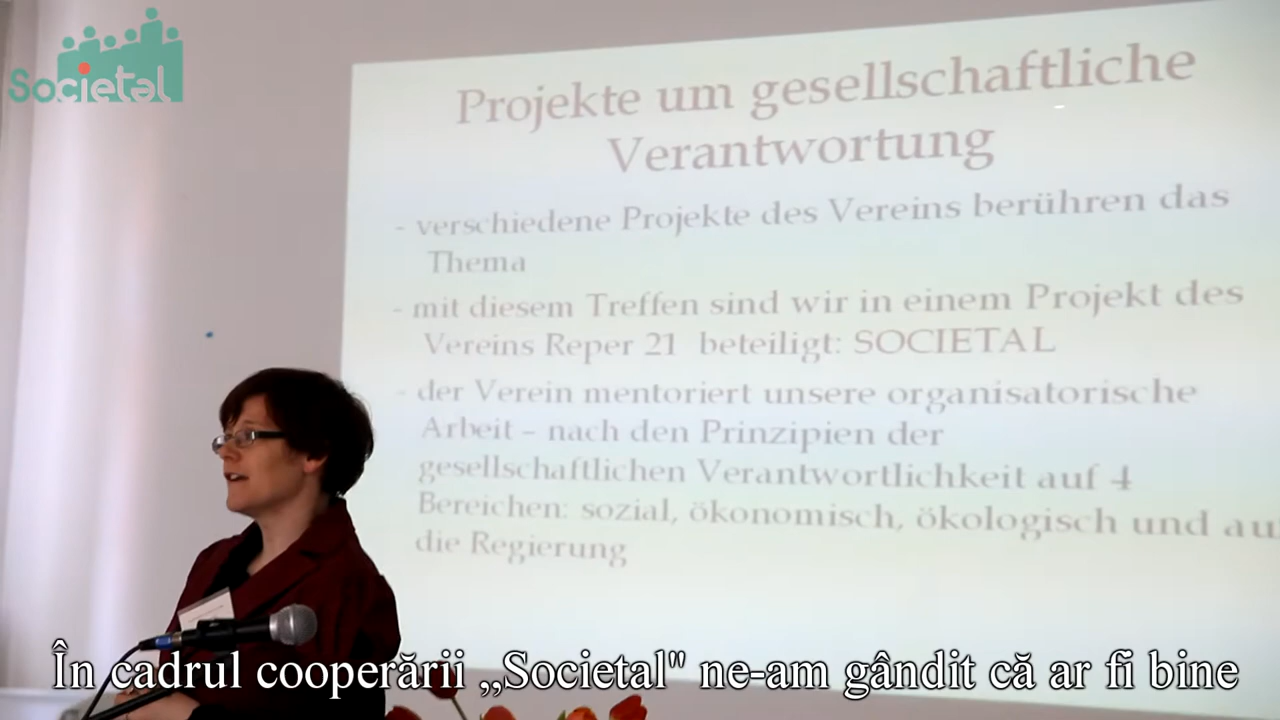 Societal
Projekte um gesellschaftliche
Verantwortung
- verschiedene Projekte des Vereins berühren das
Thema
- mit diesem Treffen sind wir in einem Projekt des
Vereins Reper 21 beteiligt: SOCIETAL
- der Verein mentoriert unsere organisatorische
Arbeit – nach den Prinzipien der
gesellschaftlichen Verantwortlichkeit auf 4
Bereichen: sozial, ökonomisch, ökologisch und au
die Regierung
În cadrul cooperării ,,Societal" ne-am gândit că ar fi bine